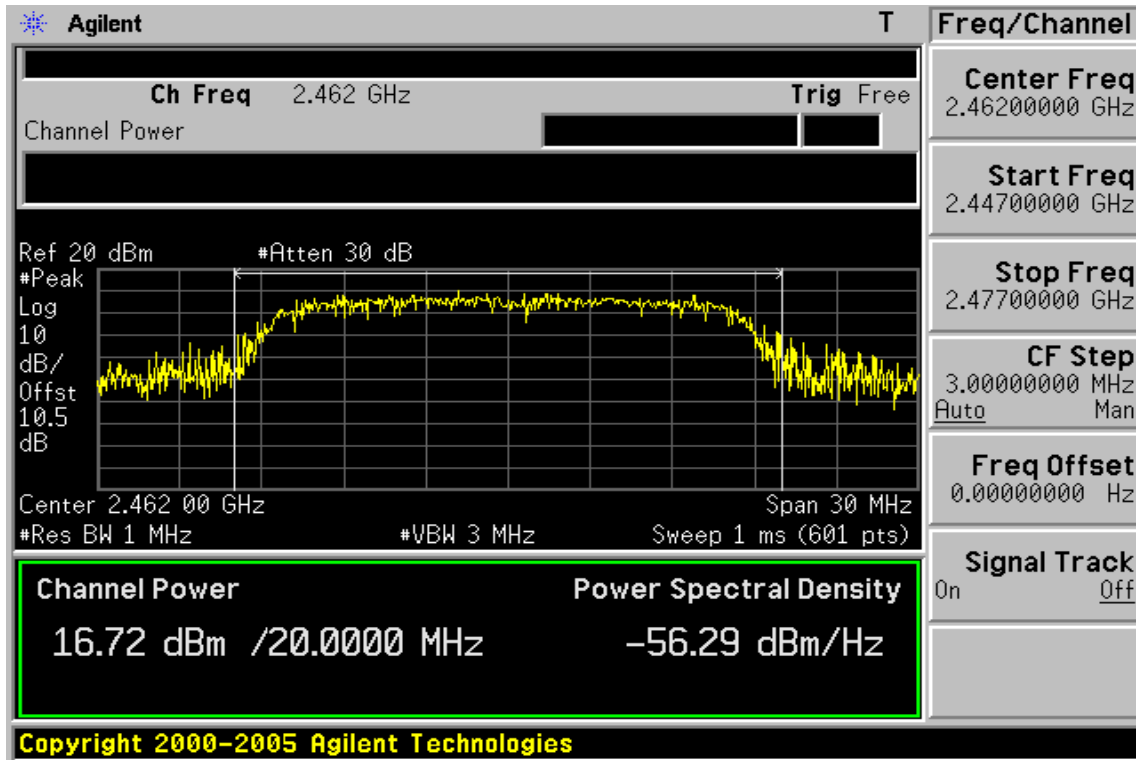 Agilent T Freq/Channel
Ch Freq 2.462 GHz Trig Free
Channel Power
Center Freq
2.46200000 GHz
Start Freq
2.44700000 GHz
Stop Freq
2.47700000 GHz
CF Step
3.00000000 MHz
Auto Man
Freq Offset
0.00000000 Hz
Signal Track
On Off
Ref 20 dBm #Atten 30 dB
#Peak
Log
10
dB/
Offst
10.5
dB
Center 2.462 00 GHz Span 30 MHz
#Res BW 1 MHz #VBW 3 MHz Sweep 1 ms (601 pts)
Channel Power Power Spectral Density
16.72 dBm /20.0000 MHz -56.29 dBm/Hz
Copyright 2000-2005 Agilent Technologies